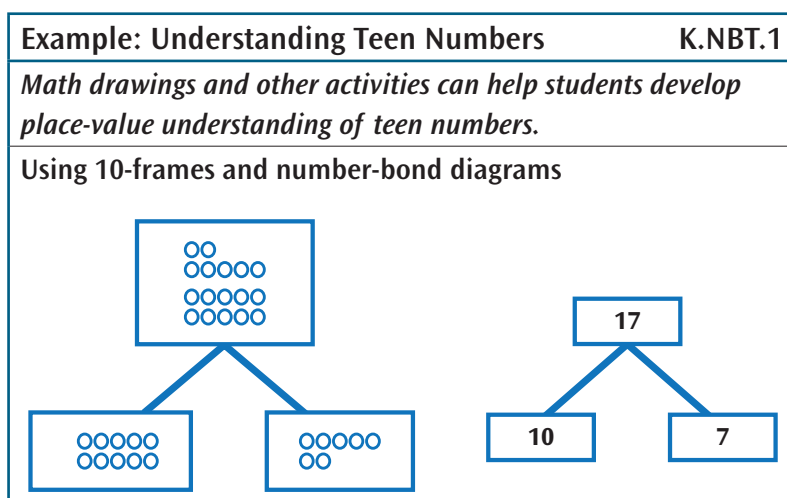 Example: Understanding Teen Numbers K.NBT.1
Math drawings and other activities can help students develop
place-value understanding of teen numbers.
Using 10-frames and number-bond diagrams
17
10 7